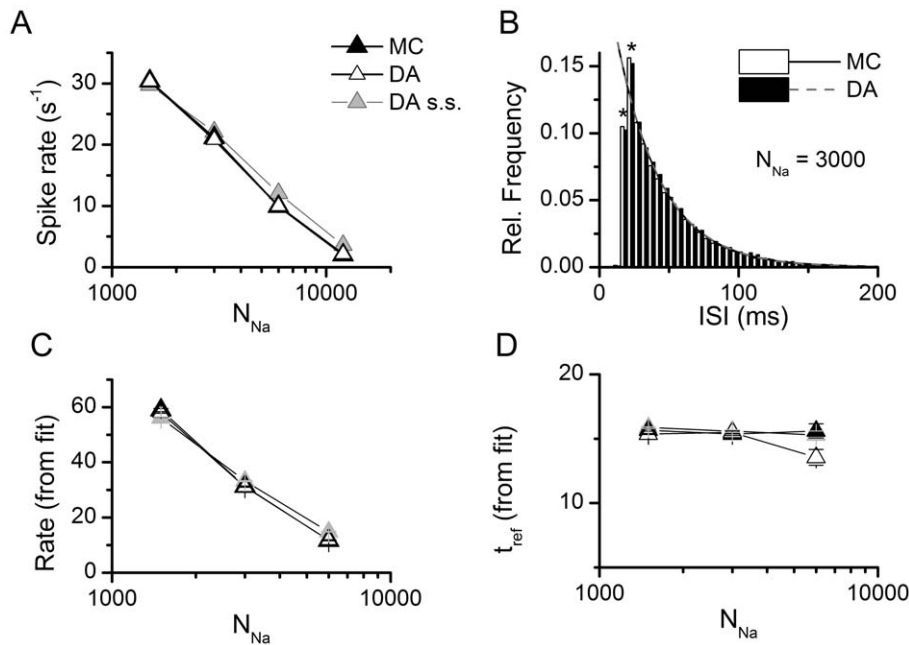 A
MC
DA
DA s.s.
Spike rate (s⁻¹)
30
20
10
0
1000
10000
N_Na
B
MC
DA
N_Na = 3000
* *
Rel. Frequency
0.15
0.10
0.05
0.00
0
100
200
ISI (ms)
C
Rate (from fit)
60
40
20
0
1000
10000
N_Na
D
t_ref (from fit)
20
10
1000
10000
N_Na